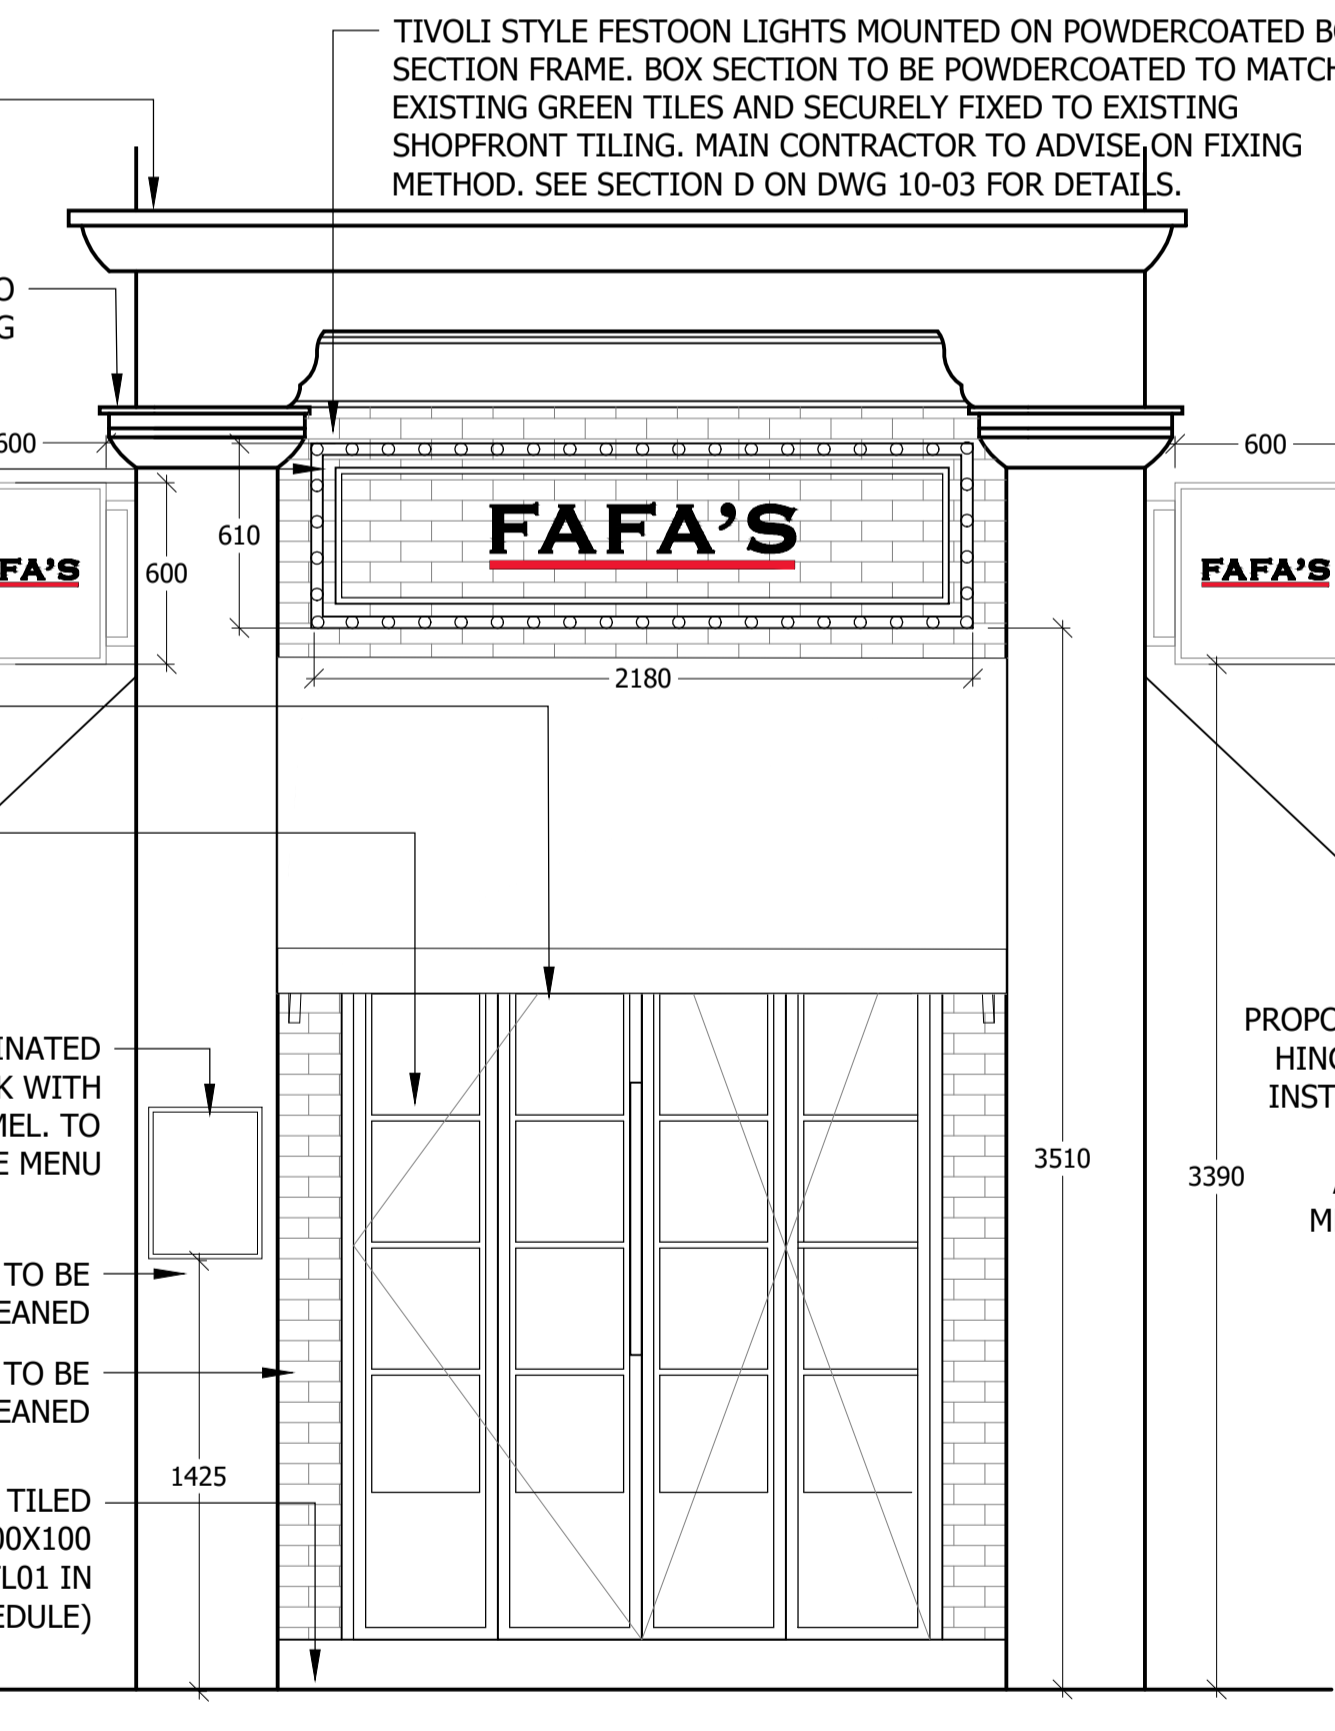 TIVOLI STYLE FESTOON LIGHTS MOUNTED ON POWDERCOATED
SECTION FRAME. BOX SECTION TO BE POWDERCOATED TO MATCH
EXISTING GREEN TILES AND SECURELY FIXED TO EXISTING
SHOPFRONT TILING. MAIN CONTRACTOR TO ADVISE ON FIXING
METHOD. SEE SECTION D ON DWG 10-03 FOR DETAILS.
600
600
610
FAFA'S
600
FA'S
FAFA'S
2180
INATED
K WITH
MEL. TO
E MENU
PROPO
HING
INST
3510
3390
M
TO BE
EANED
TO BE
EANED
1425
TILED
00X100
TL01 IN
EDULE)